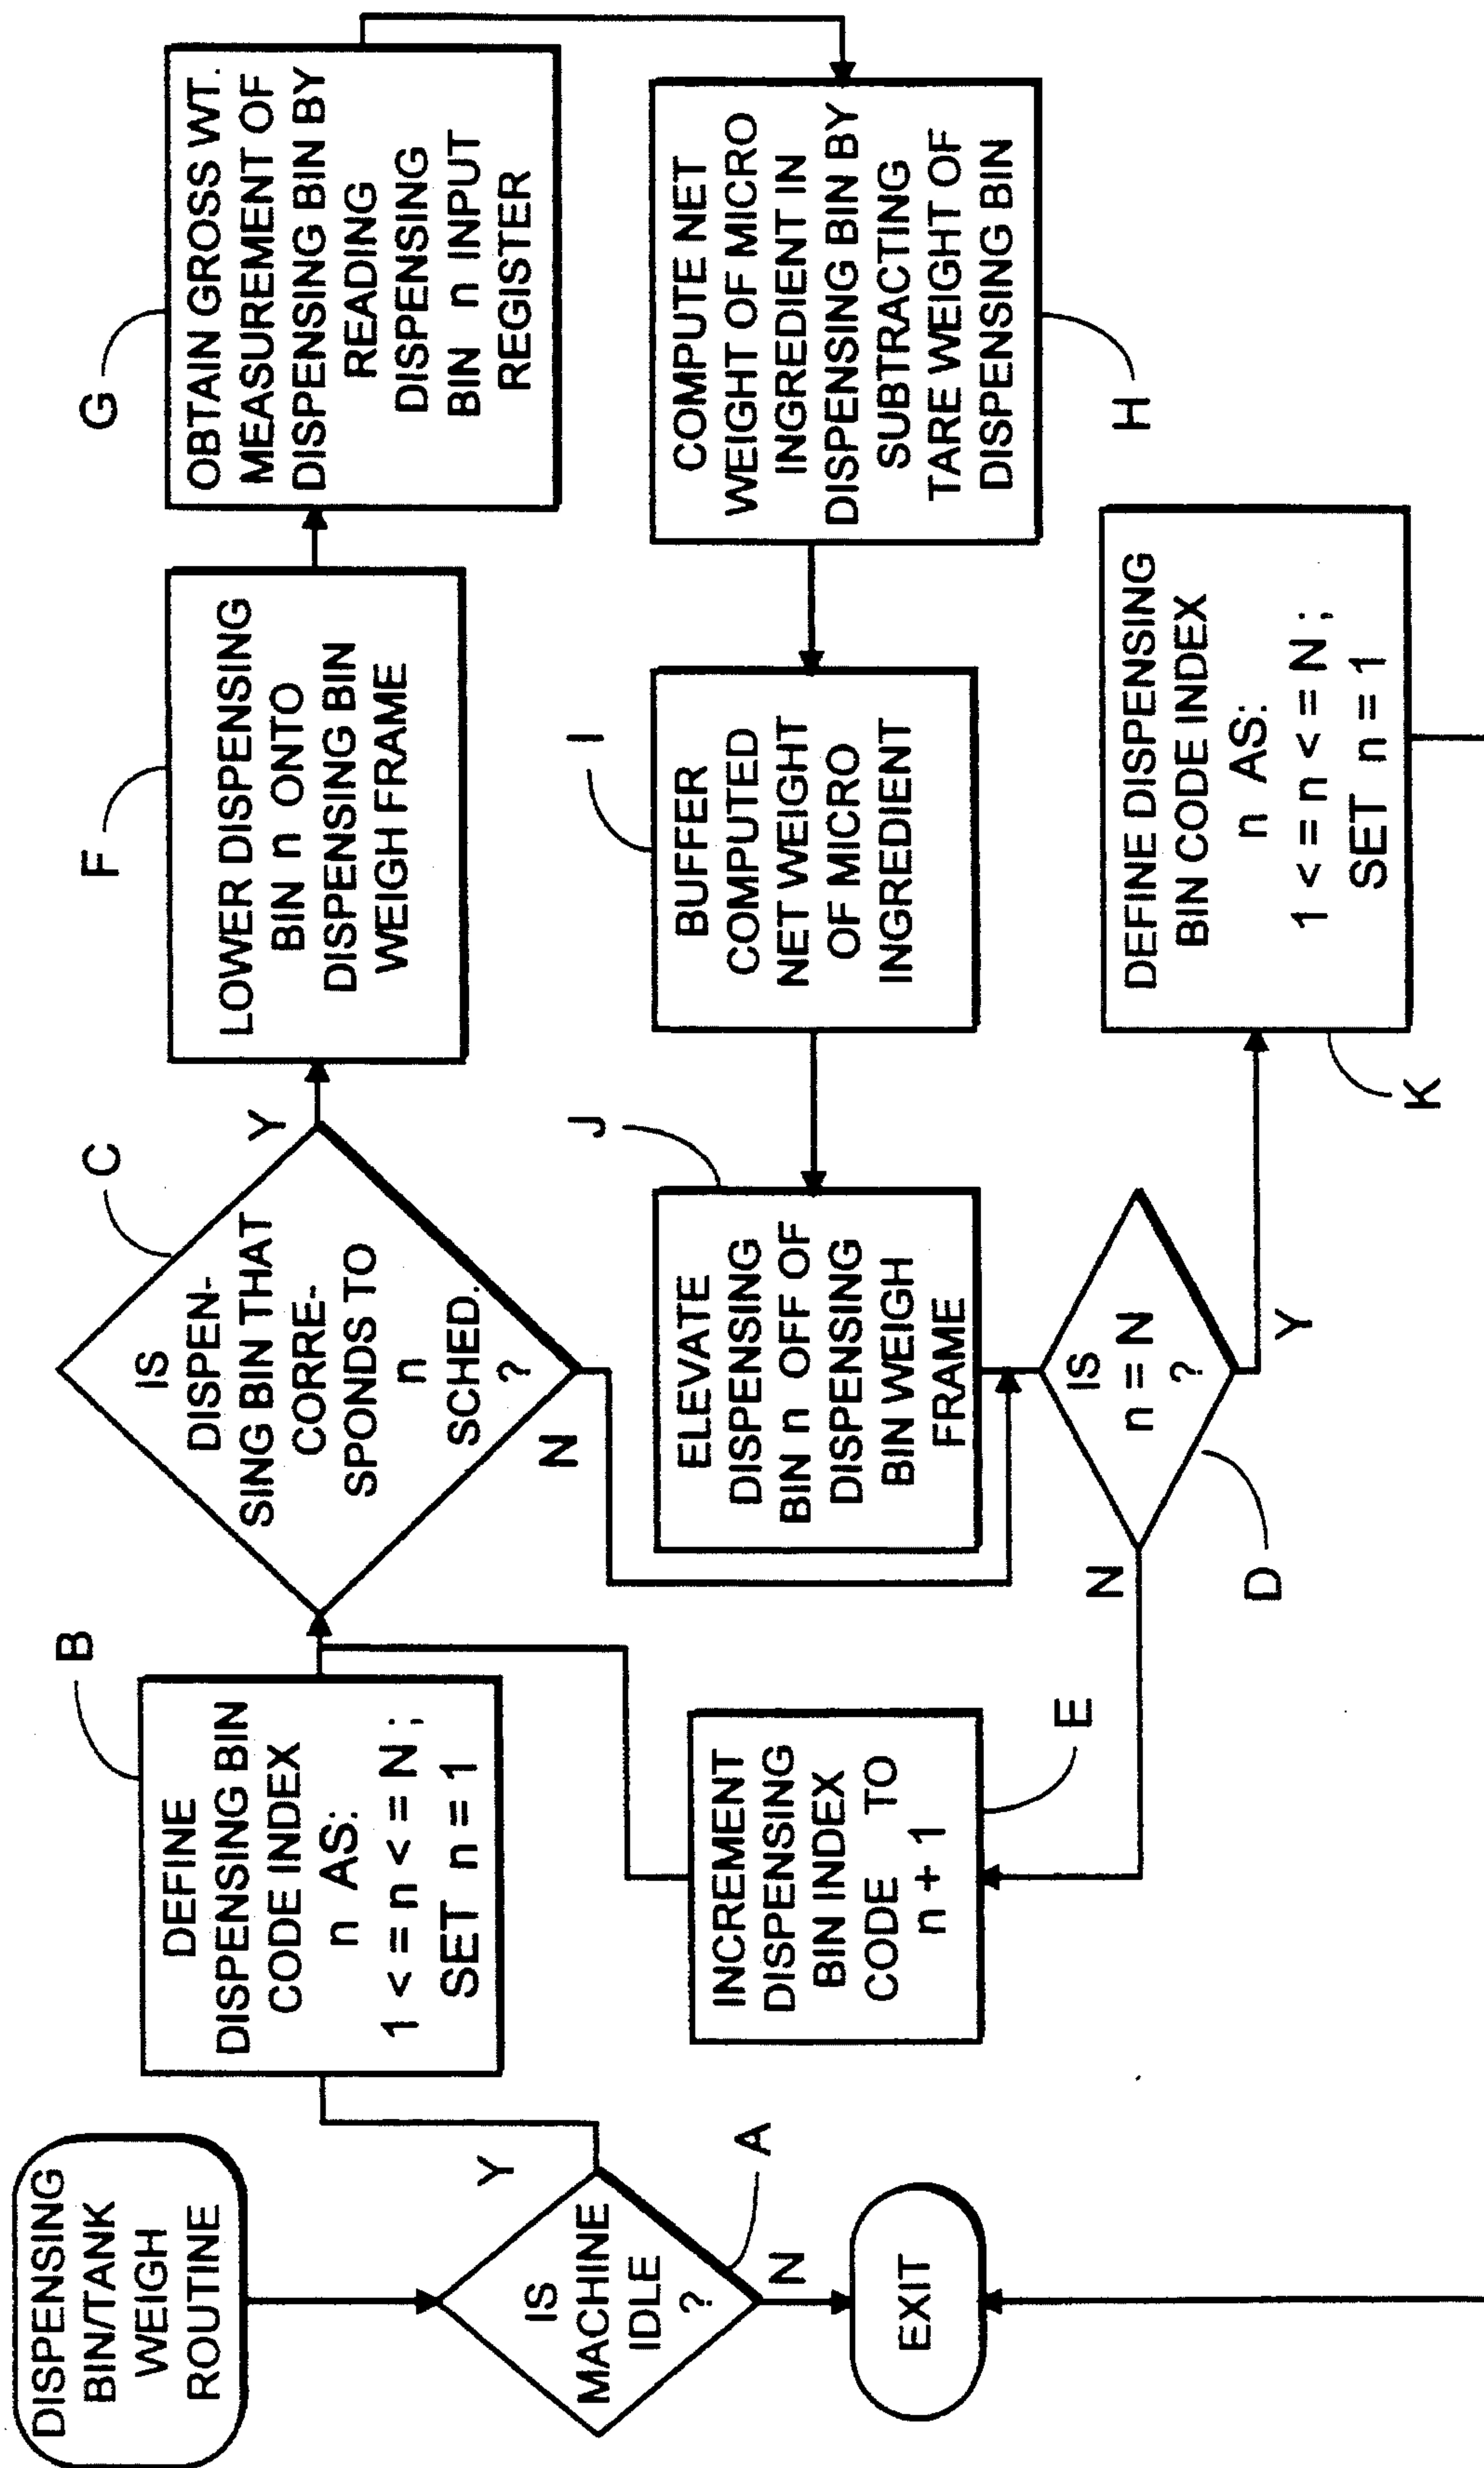 DISPENSING
BIN/TANK
WEIGH
ROUTINE
IS
MACHINE
IDLE
?
A
Y
N
EXIT
B
DEFINE
DISPENSING BIN
CODE INDEX
n AS:
1 < = n < = N ;
SET n = 1
C
IS
DISPEN-
SING BIN THAT
CORRE-
SPONDS TO
n
SCHED.
?
Y
N
F
LOWER DISPENSING
BIN n ONTO
DISPENSING BIN
WEIGH FRAME
G
OBTAIN GROSS WT.
MEASUREMENT OF
DISPENSING BIN BY
READING
DISPENSING
BIN n INPUT
REGISTER
COMPUTE NET
WEIGHT OF MICRO
INGREDIENT IN
DISPENSING BIN BY
SUBTRACTING
TARE WEIGHT OF
DISPENSING BIN
H
I
BUFFER
COMPUTED
NET WEIGHT
OF MICRO
INGREDIENT
J
ELEVATE
DISPENSING
BIN n OFF OF
DISPENSING
BIN WEIGH
FRAME
IS
n = N
?
D
N
Y
INCREMENT
DISPENSING
BIN INDEX
CODE TO
n + 1
E
DEFINE DISPENSING
BIN CODE INDEX
n AS:
1 < = n < = N ;
SET n = 1
K